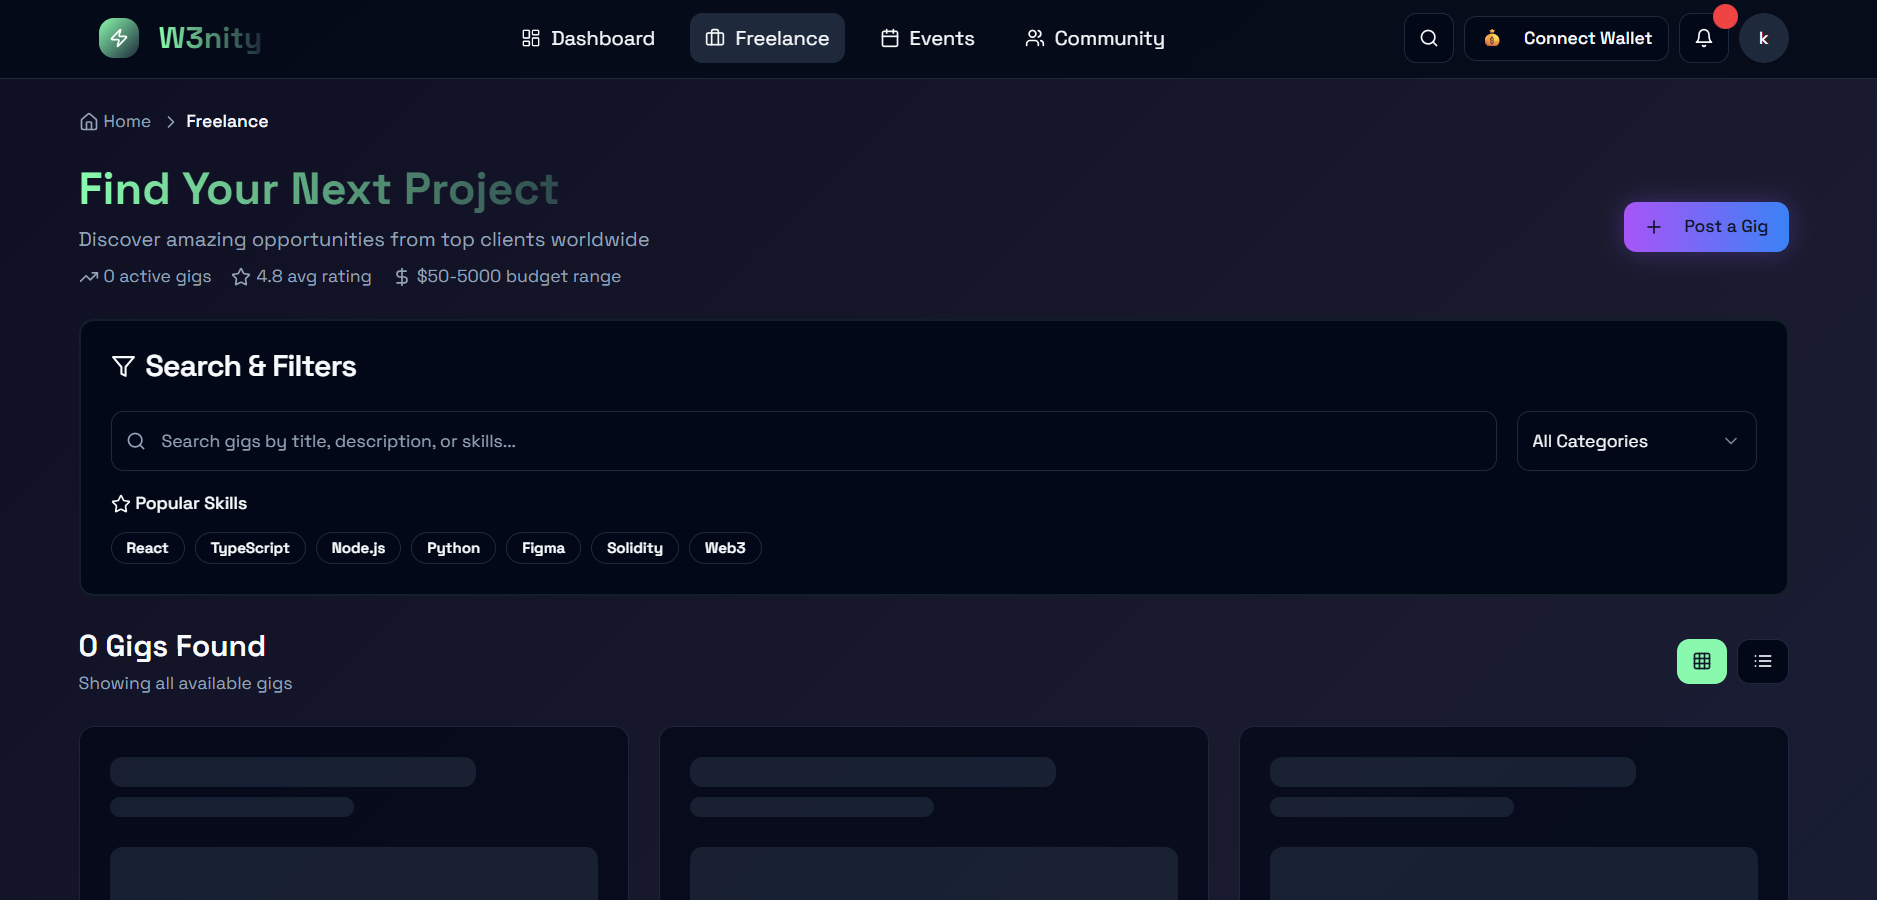 W3nity
Dashboard
Freelance
Events
Community
Connect Wallet
k
Home
Freelance
Find Your Next Project
Discover amazing opportunities from top clients worldwide
0 active gigs
4.8 avg rating
$50-5000 budget range
Post a Gig
Search & Filters
Search gigs by title, description, or skills...
All Categories
Popular Skills
React
TypeScript
Node.js
Python
Figma
Solidity
Web3
0 Gigs Found
Showing all available gigs